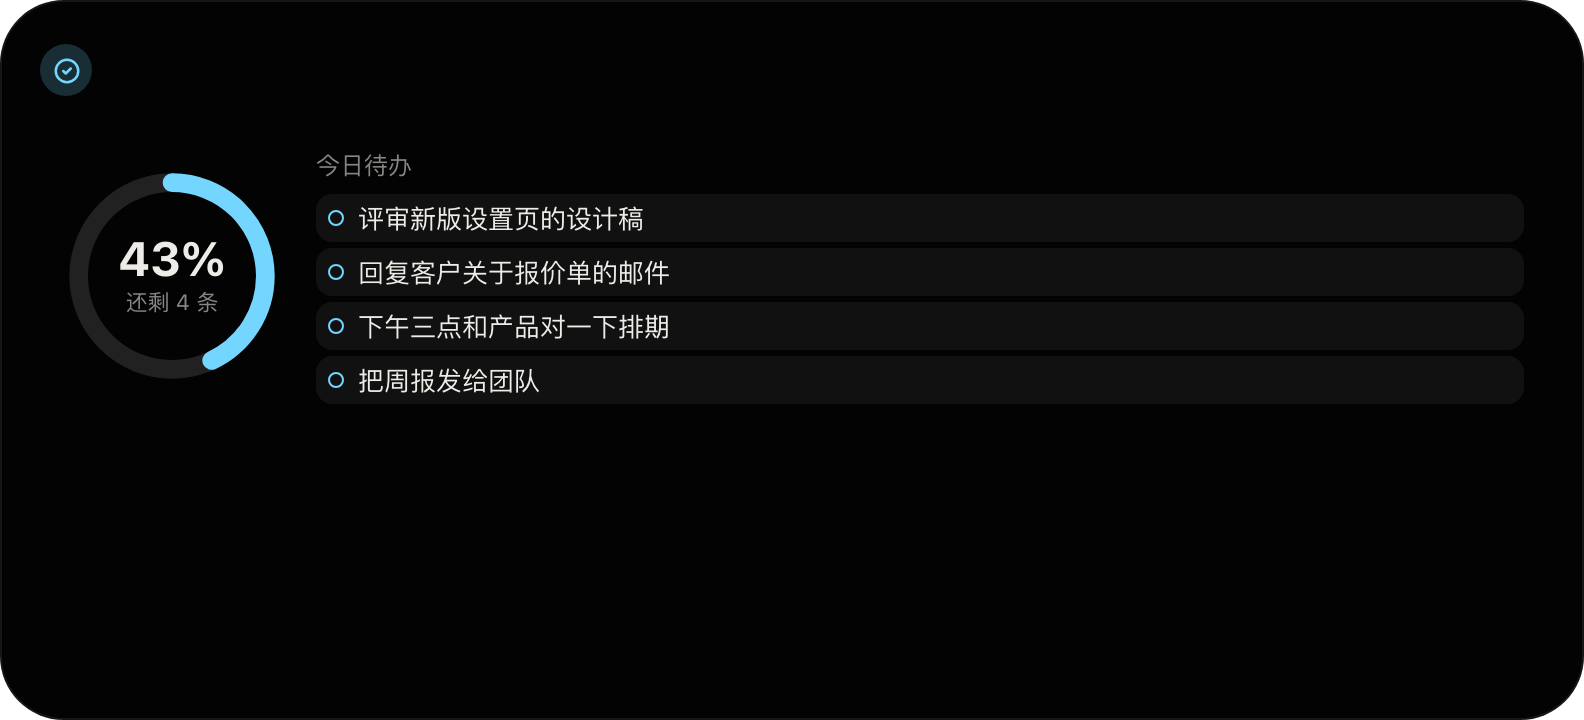 43%
还剩 4 条
今日待办
评审新版设置页的设计稿
回复客户关于报价单的邮件
下午三点和产品对一下排期
把周报发给团队